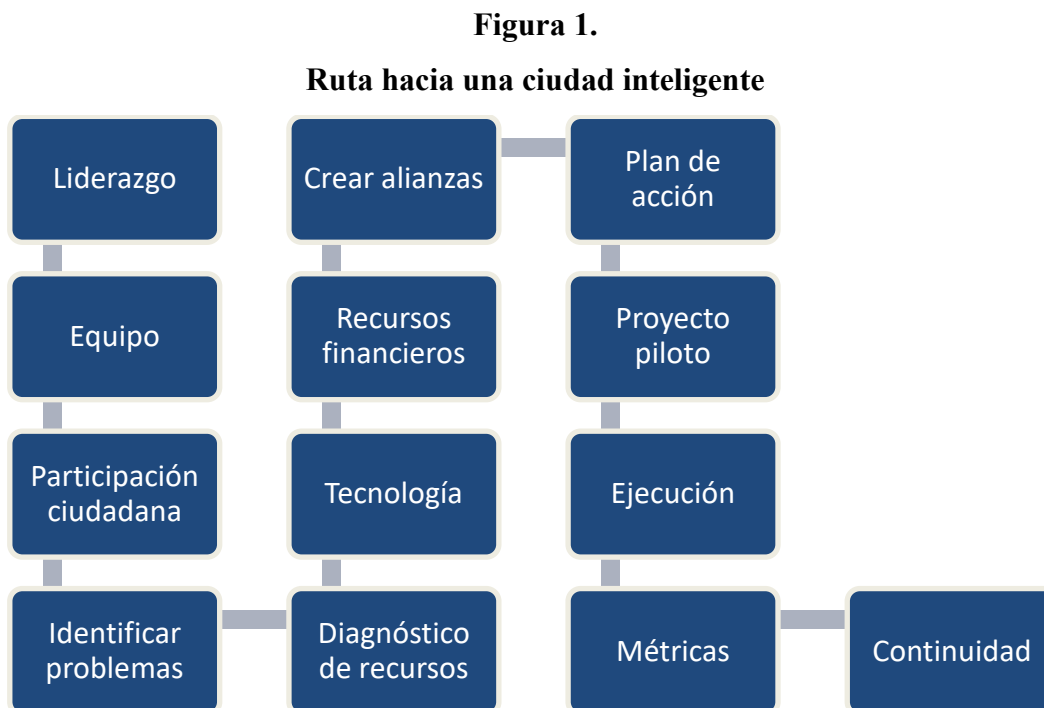 Figura 1.
Ruta hacia una ciudad inteligente
Liderazgo
Equipo
Participación
ciudadana
Identificar
problemas
Diagnóstico
de recursos
Tecnología
Recursos
financieros
Crear alianzas
Plan de
acción
Proyecto
piloto
Ejecución
Métricas
Continuidad